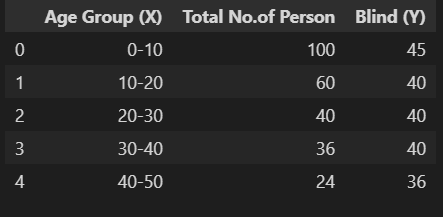 Age Group (X) Total No.of Person Blind (Y)
0 0-10 100 45
1 10-20 60 40
2 20-30 40 40
3 30-40 36 40
4 40-50 24 36